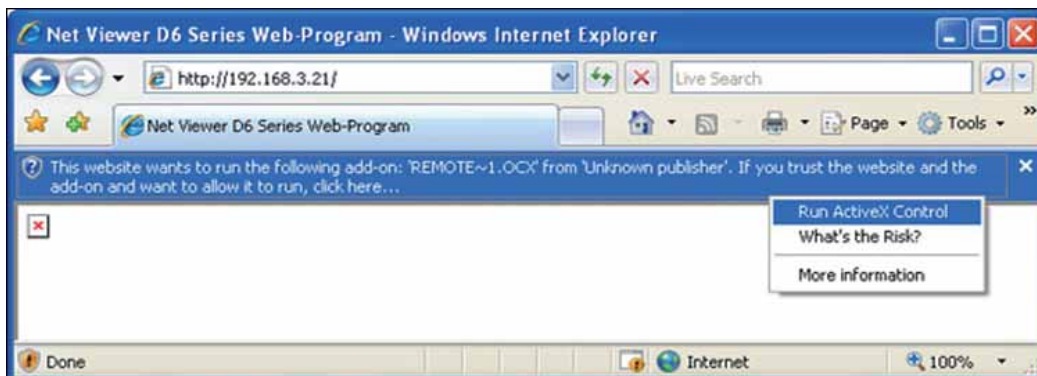 Net Viewer D6 Series Web-Program - Windows Internet Explorer
http://192.168.3.21/
Live Search
Net Viewer D6 Series Web-Program
Page
Tools
»
This website wants to run the following add-on: 'REMOTE~1.OCX' from 'Unknown publisher'. If you trust the website and the
add-on and want to allow it to run, click here...
Run ActiveX Control
What's the Risk?
More information
Done
Internet
100%